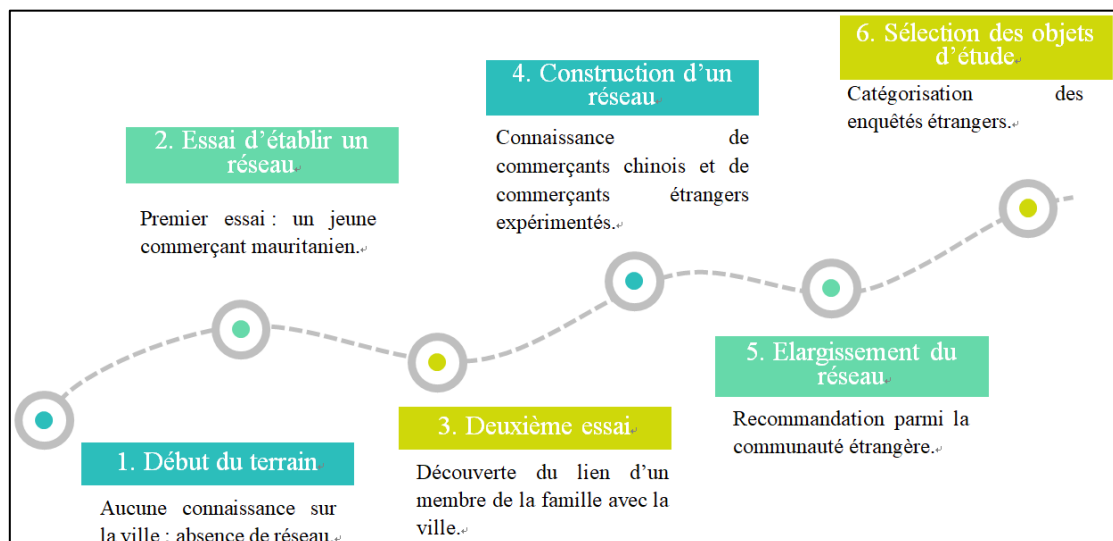 1. Début du terrain
Aucune connaissance sur
la ville : absence de réseau.
2. Essai d’établir un
réseau
Premier essai : un jeune
commerçant mauritanien.
3. Deuxième essai
Découverte du lien d’un
membre de la famille avec la
ville.
4. Construction d’un
réseau
Connaissance de
commerçants chinois et de
commerçants étrangers
expérimentés.
5. Elargissement du
réseau
Recommandation parmi la
communauté étrangère.
6. Sélection des objets
d’étude
Catégorisation des
enquêtés étrangers.